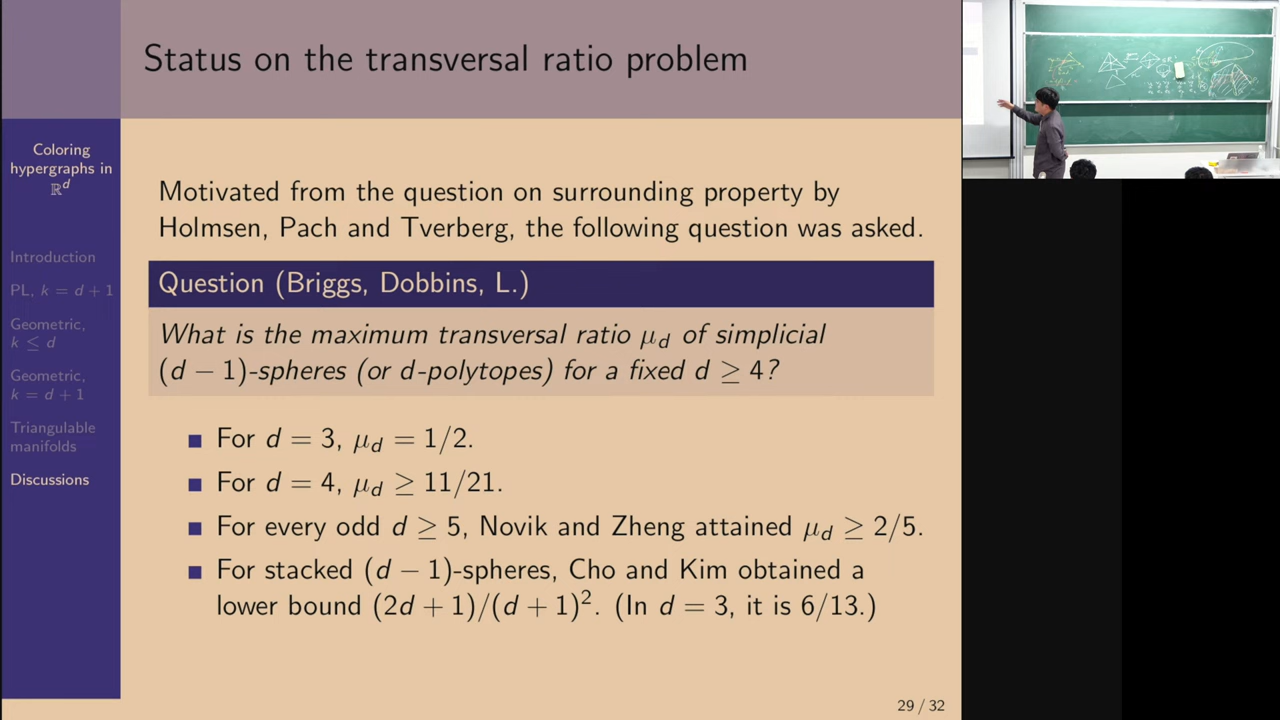 Status on the transversal ratio problem
Coloring
hypergraphs in
ℝᵈ
Introduction
PL, k = d + 1
Geometric,
k ≤ d
Geometric,
k = d + 1
Triangulable
manifolds
Discussions
Motivated from the question on surrounding property by
Holmsen, Pach and Tverberg, the following question was asked.
Question (Briggs, Dobbins, L.)
What is the maximum transversal ratio μ_d of simplicial
(d − 1)-spheres (or d-polytopes) for a fixed d ≥ 4?
For d = 3, μ_d = 1/2.
For d = 4, μ_d ≥ 11/21.
For every odd d ≥ 5, Novik and Zheng attained μ_d ≥ 2/5.
For stacked (d − 1)-spheres, Cho and Kim obtained a
lower bound (2d + 1)/(d + 1)². (In d = 3, it is 6/13.)
29 / 32